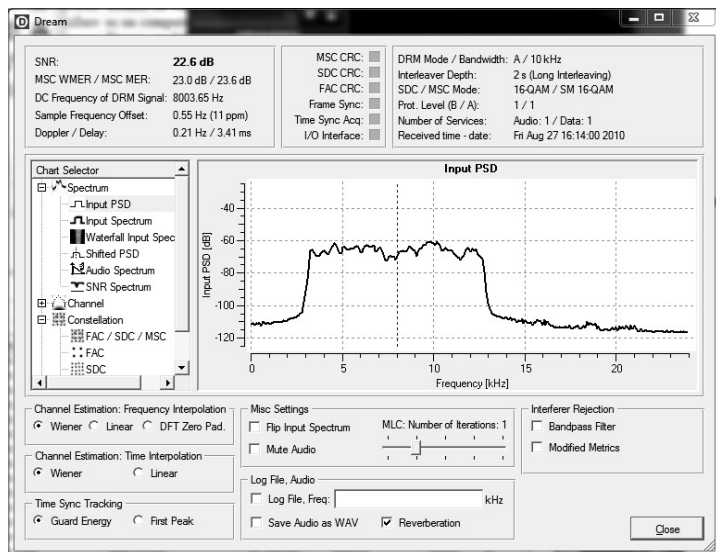 Dream
SNR: 22.6 dB
MSC WMER / MSC MER: 23.0 dB / 23.6 dB
DC Frequency of DRM Signal: 8003.65 Hz
Sample Frequency Offset: 0.55 Hz (11 ppm)
Doppler / Delay: 0.21 Hz / 3.41 ms
MSC CRC:
SDC CRC:
FAC CRC:
Frame Sync:
Time Sync Acq:
I/O Interface:
DRM Mode / Bandwidth: A / 10 kHz
Interleaver Depth: 2 s (Long Interleaving)
SDC / MSC Mode: 16-QAM / SM 16-QAM
Prot. Level (B / A): 1 / 1
Number of Services: Audio: 1 / Data: 1
Received time - date: Fri Aug 27 16:14:00 2010
Chart Selector
Spectrum
Input PSD
Input Spectrum
Waterfall Input Spec
Shifted PSD
Audio Spectrum
SNR Spectrum
Channel
Constellation
FAC / SDC / MSC
FAC
SDC
Input PSD
Input PSD [dB]
-40
-60
-80
-100
-120
0 5 10 15 20
Frequency [kHz]
Channel Estimation: Frequency Interpolation
Wiener Linear DFT Zero Pad.
Channel Estimation: Time Interpolation
Wiener Linear
Time Sync Tracking
Guard Energy First Peak
Misc Settings
Flip Input Spectrum
Mute Audio
MLC: Number of Iterations: 1
Log File, Audio
Log File, Freq: kHz
Save Audio as WAV Reverberation
Interferer Rejection
Bandpass Filter
Modified Metrics
Close